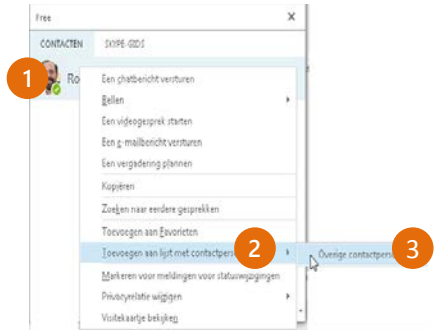 Free
CONTACTEN SKYPE-GIDS
1
Ro
Een chatbericht versturen
Bellen
Een videogesprek starten
Een e-mailbericht versturen
Een vergadering plannen
Kopiëren
Zoeken naar eerdere gesprekken
Toevoegen aan Favorieten
Toevoegen aan lijst met contactpers 2
Overige contactpers 3
Markeren voor meldingen voor statuswijzigingen
Privacyrelatie wijzigen
Visitekaartje bekijken